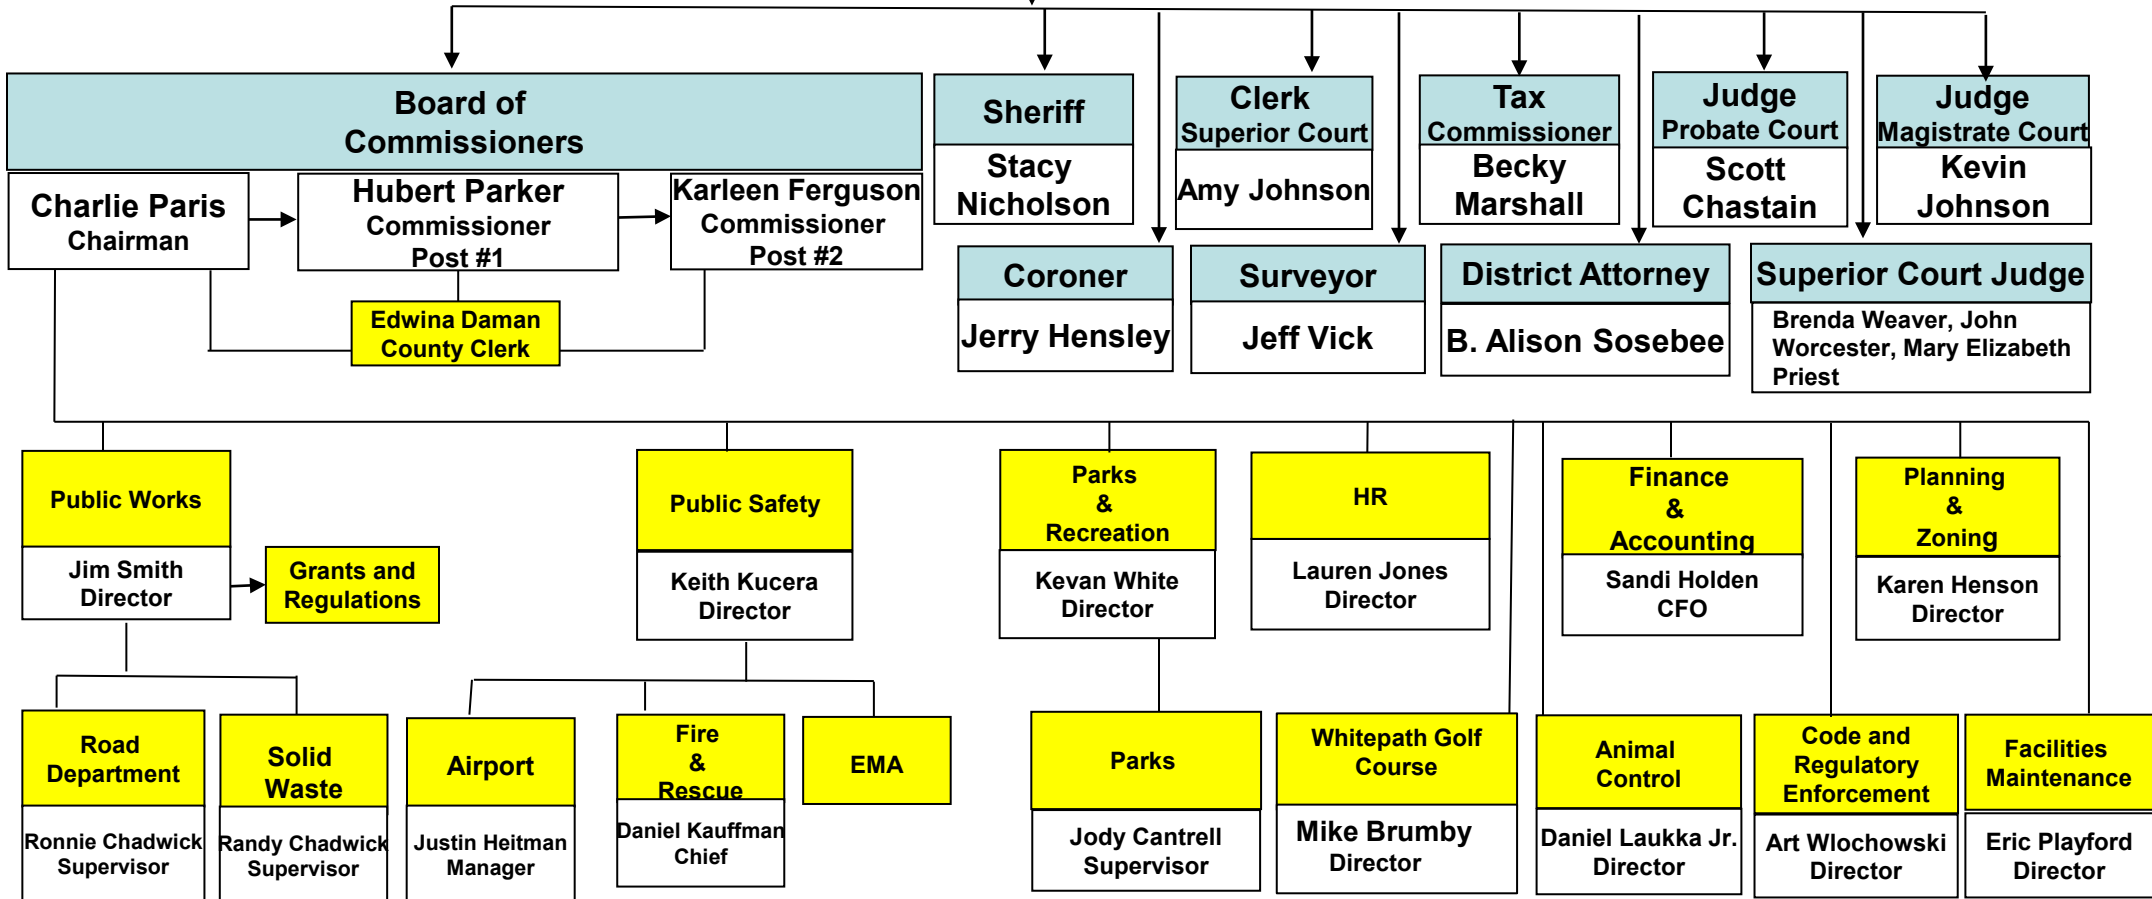 Board of
Commissioners
Charlie Paris
Chairman
Hubert Parker
Commissioner
Post #1
Karleen Ferguson
Commissioner
Post #2
Edwina Daman
County Clerk
Sheriff
Stacy
Nicholson
Clerk
Superior Court
Amy Johnson
Tax
Commissioner
Becky
Marshall
Judge
Probate Court
Scott
Chastain
Judge
Magistrate Court
Kevin
Johnson
Coroner
Jerry Hensley
Surveyor
Jeff Vick
District Attorney
B. Alison Sosebee
Superior Court Judge
Brenda Weaver, John
Worcester, Mary Elizabeth
Priest
Public Works
Jim Smith
Director
Grants and
Regulations
Public Safety
Keith Kucera
Director
Parks
&
Recreation
Kevan White
Director
HR
Lauren Jones
Director
Finance
&
Accounting
Sandi Holden
CFO
Planning
&
Zoning
Karen Henson
Director
Road
Department
Ronnie Chadwick
Supervisor
Solid
Waste
Randy Chadwick
Supervisor
Airport
Justin Heitman
Manager
Fire
&
Rescue
Daniel Kauffman
Chief
EMA
Parks
Jody Cantrell
Supervisor
Whitepath Golf
Course
Mike Brumby
Director
Animal
Control
Daniel Laukka Jr.
Director
Code and
Regulatory
Enforcement
Art Wlochowski
Director
Facilities
Maintenance
Eric Playford
Director